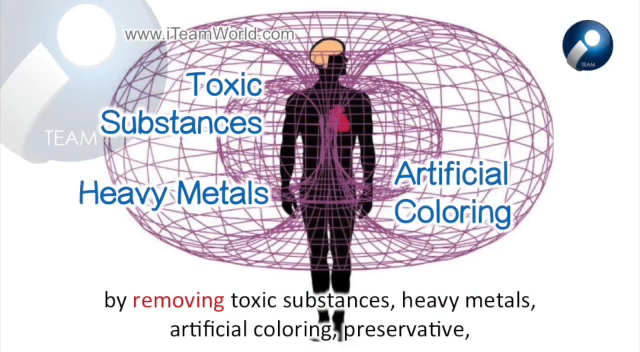 www.iTeamWorld.com
TEAM
TEAM
Toxic
Substances
Heavy Metals
Artificial
Coloring
by removing toxic substances, heavy metals,
artificial coloring, preservative,